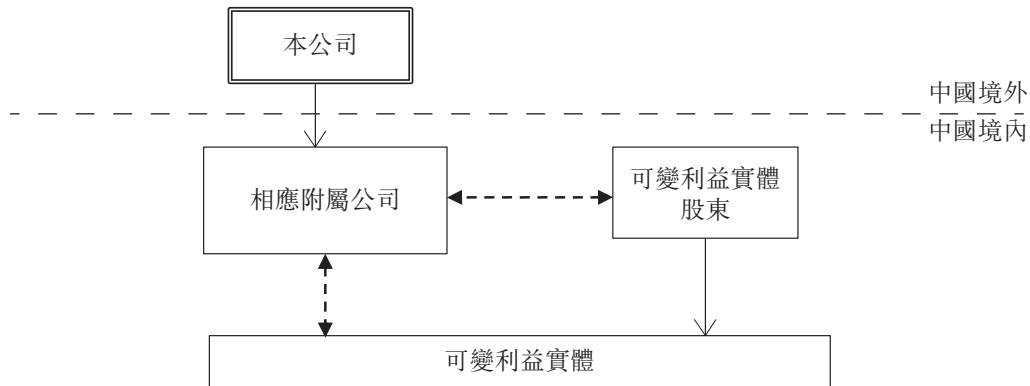 本公司
中國境外
中國境內
相應附屬公司
可變利益實體
股東
可變利益實體